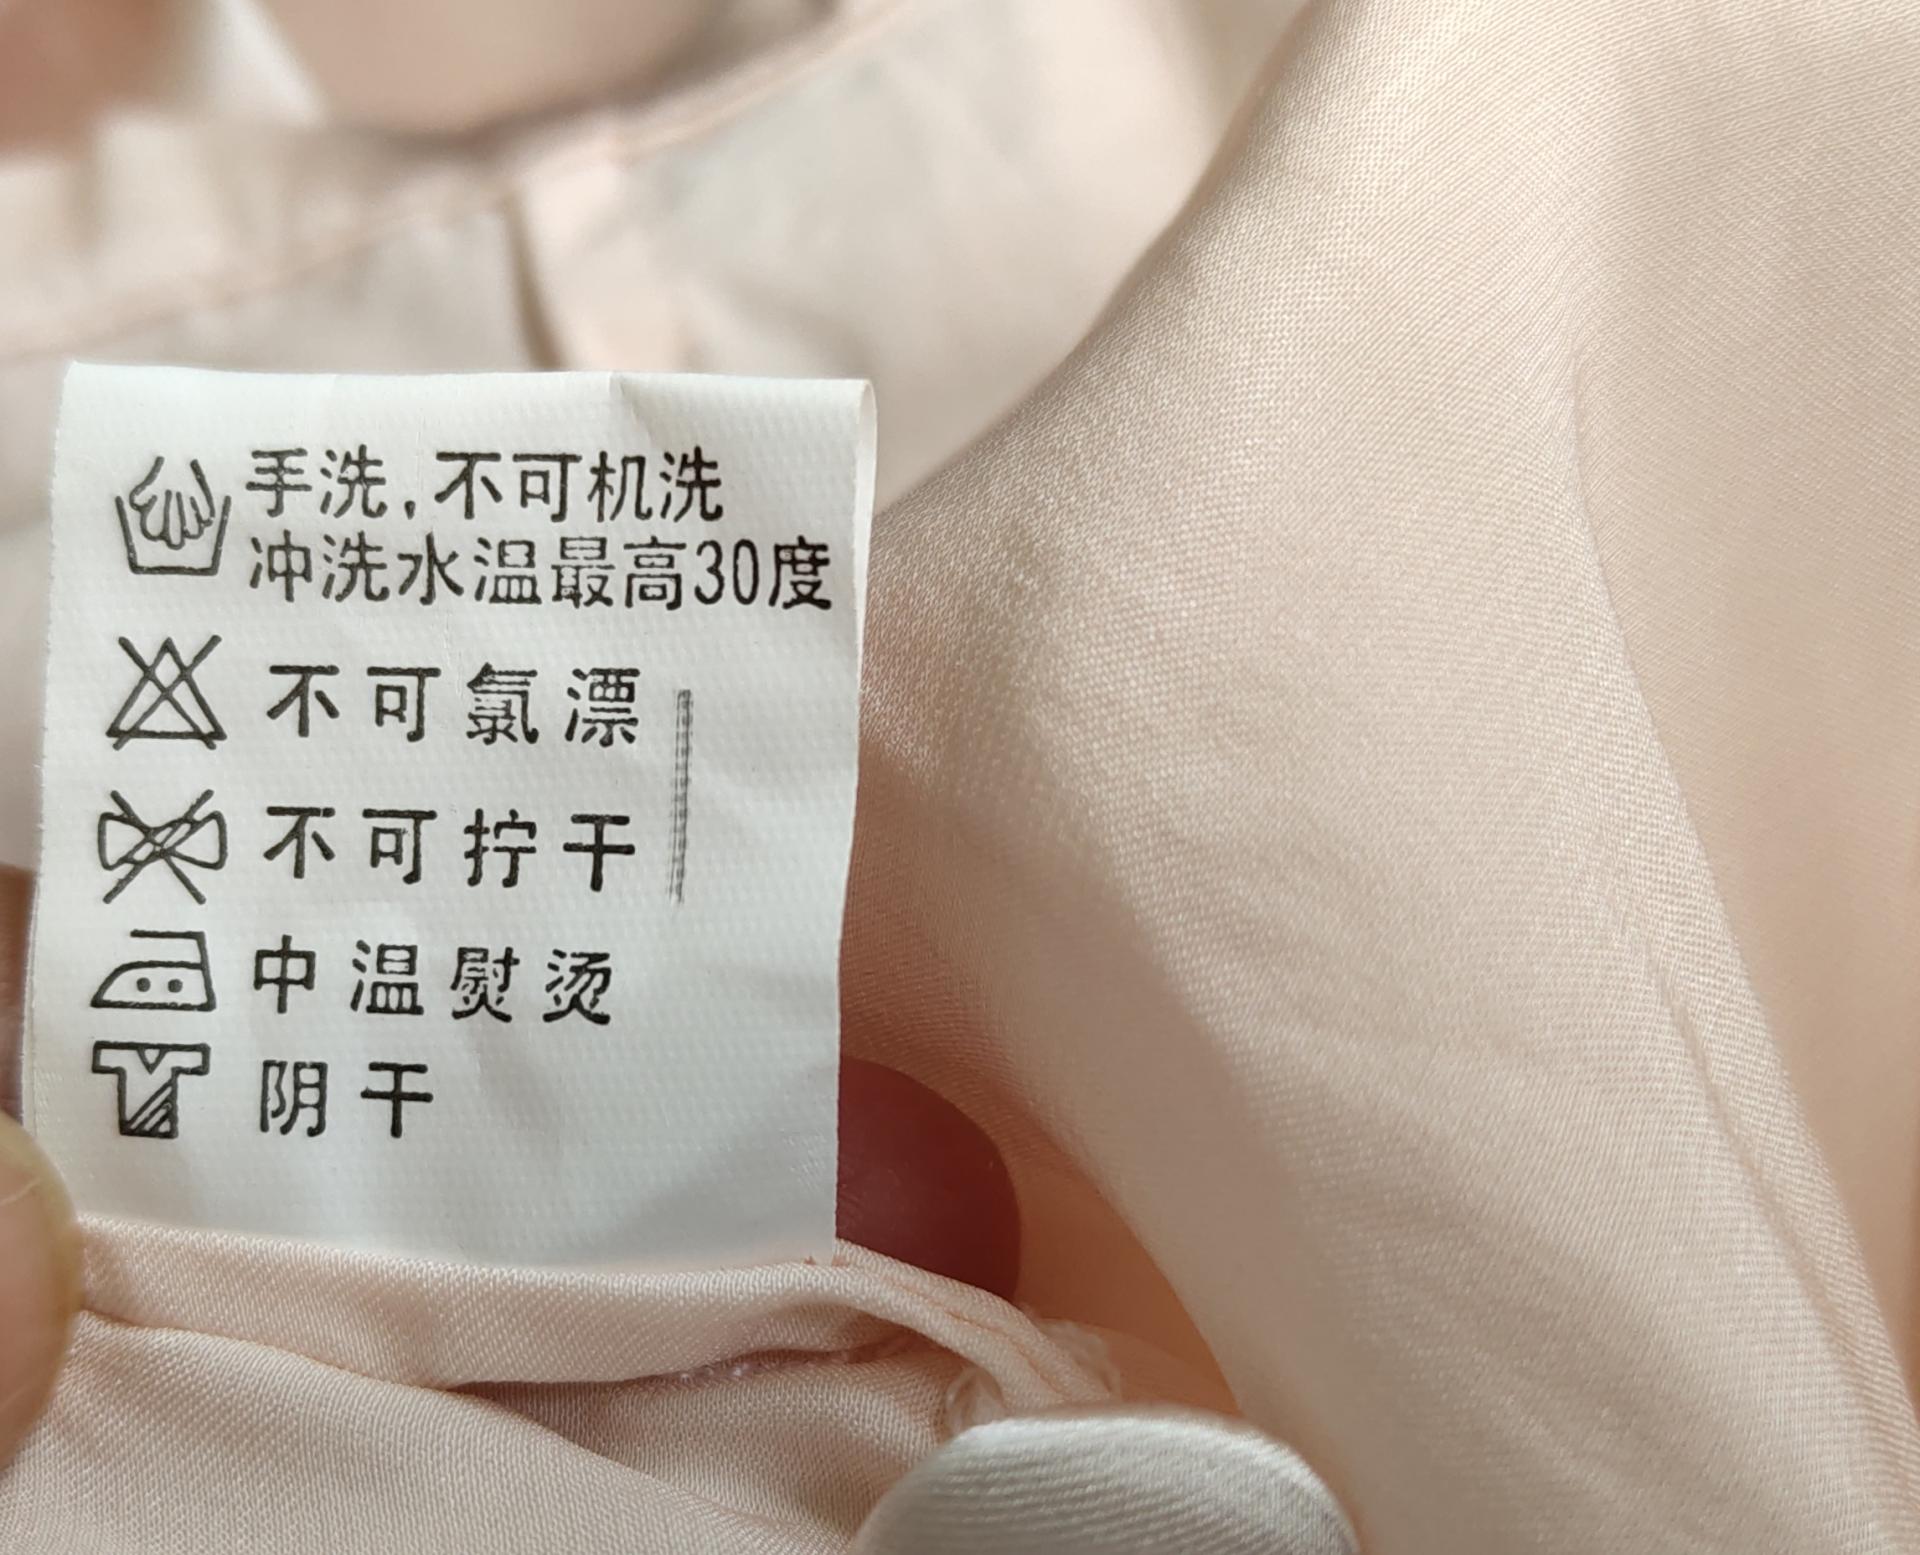 手洗,不可机洗
冲洗水温最高30度
不可氯漂
不可拧干
中温熨烫
阴干